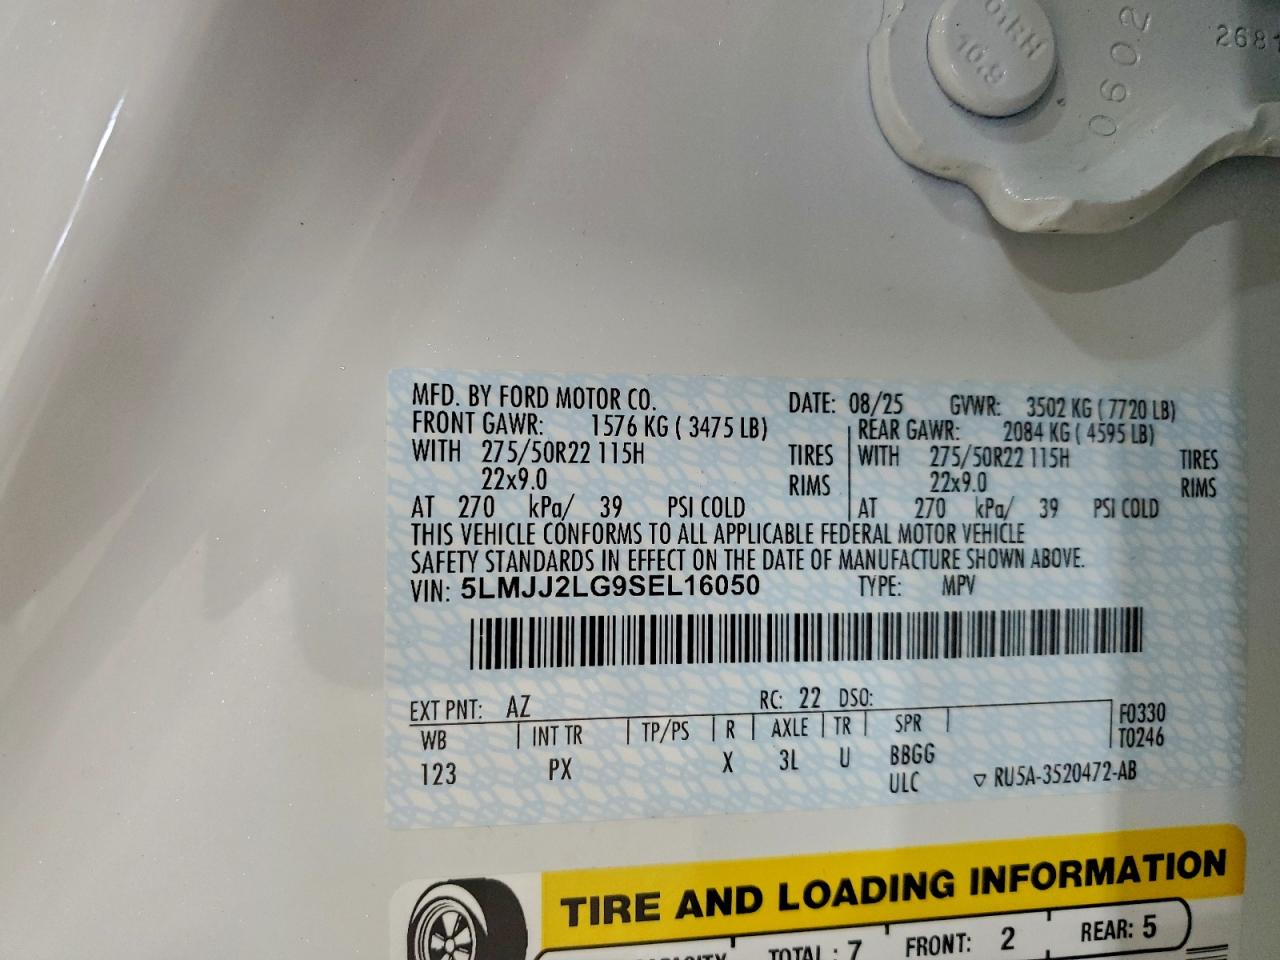 10.9
0602
MFD. BY FORD MOTOR CO. DATE: 08/25 GVWR: 3502 KG ( 7720 LB)
FRONT GAWR: 1576 KG ( 3475 LB) REAR GAWR: 2084 KG ( 4595 LB)
WITH 275/50R22 115H TIRES WITH 275/50R22 115H TIRES
22x9.0 RIMS 22x9.0 RIMS
AT 270 kPa/ 39 PSI COLD AT 270 kPa/ 39 PSI COLD
THIS VEHICLE CONFORMS TO ALL APPLICABLE FEDERAL MOTOR VEHICLE
SAFETY STANDARDS IN EFFECT ON THE DATE OF MANUFACTURE SHOWN ABOVE.
VIN: 5LMJJ2LG9SEL16050 TYPE: MPV
EXT PNT: AZ RC: 22 DSO:
WB INT TR TP/PS R AXLE TR SPR F0330
T0246
123 PX X 3L U BBGG
ULC ▽ RU5A-3520472-AB
TIRE AND LOADING INFORMATION
TOTAL : 7 FRONT: 2 REAR: 5